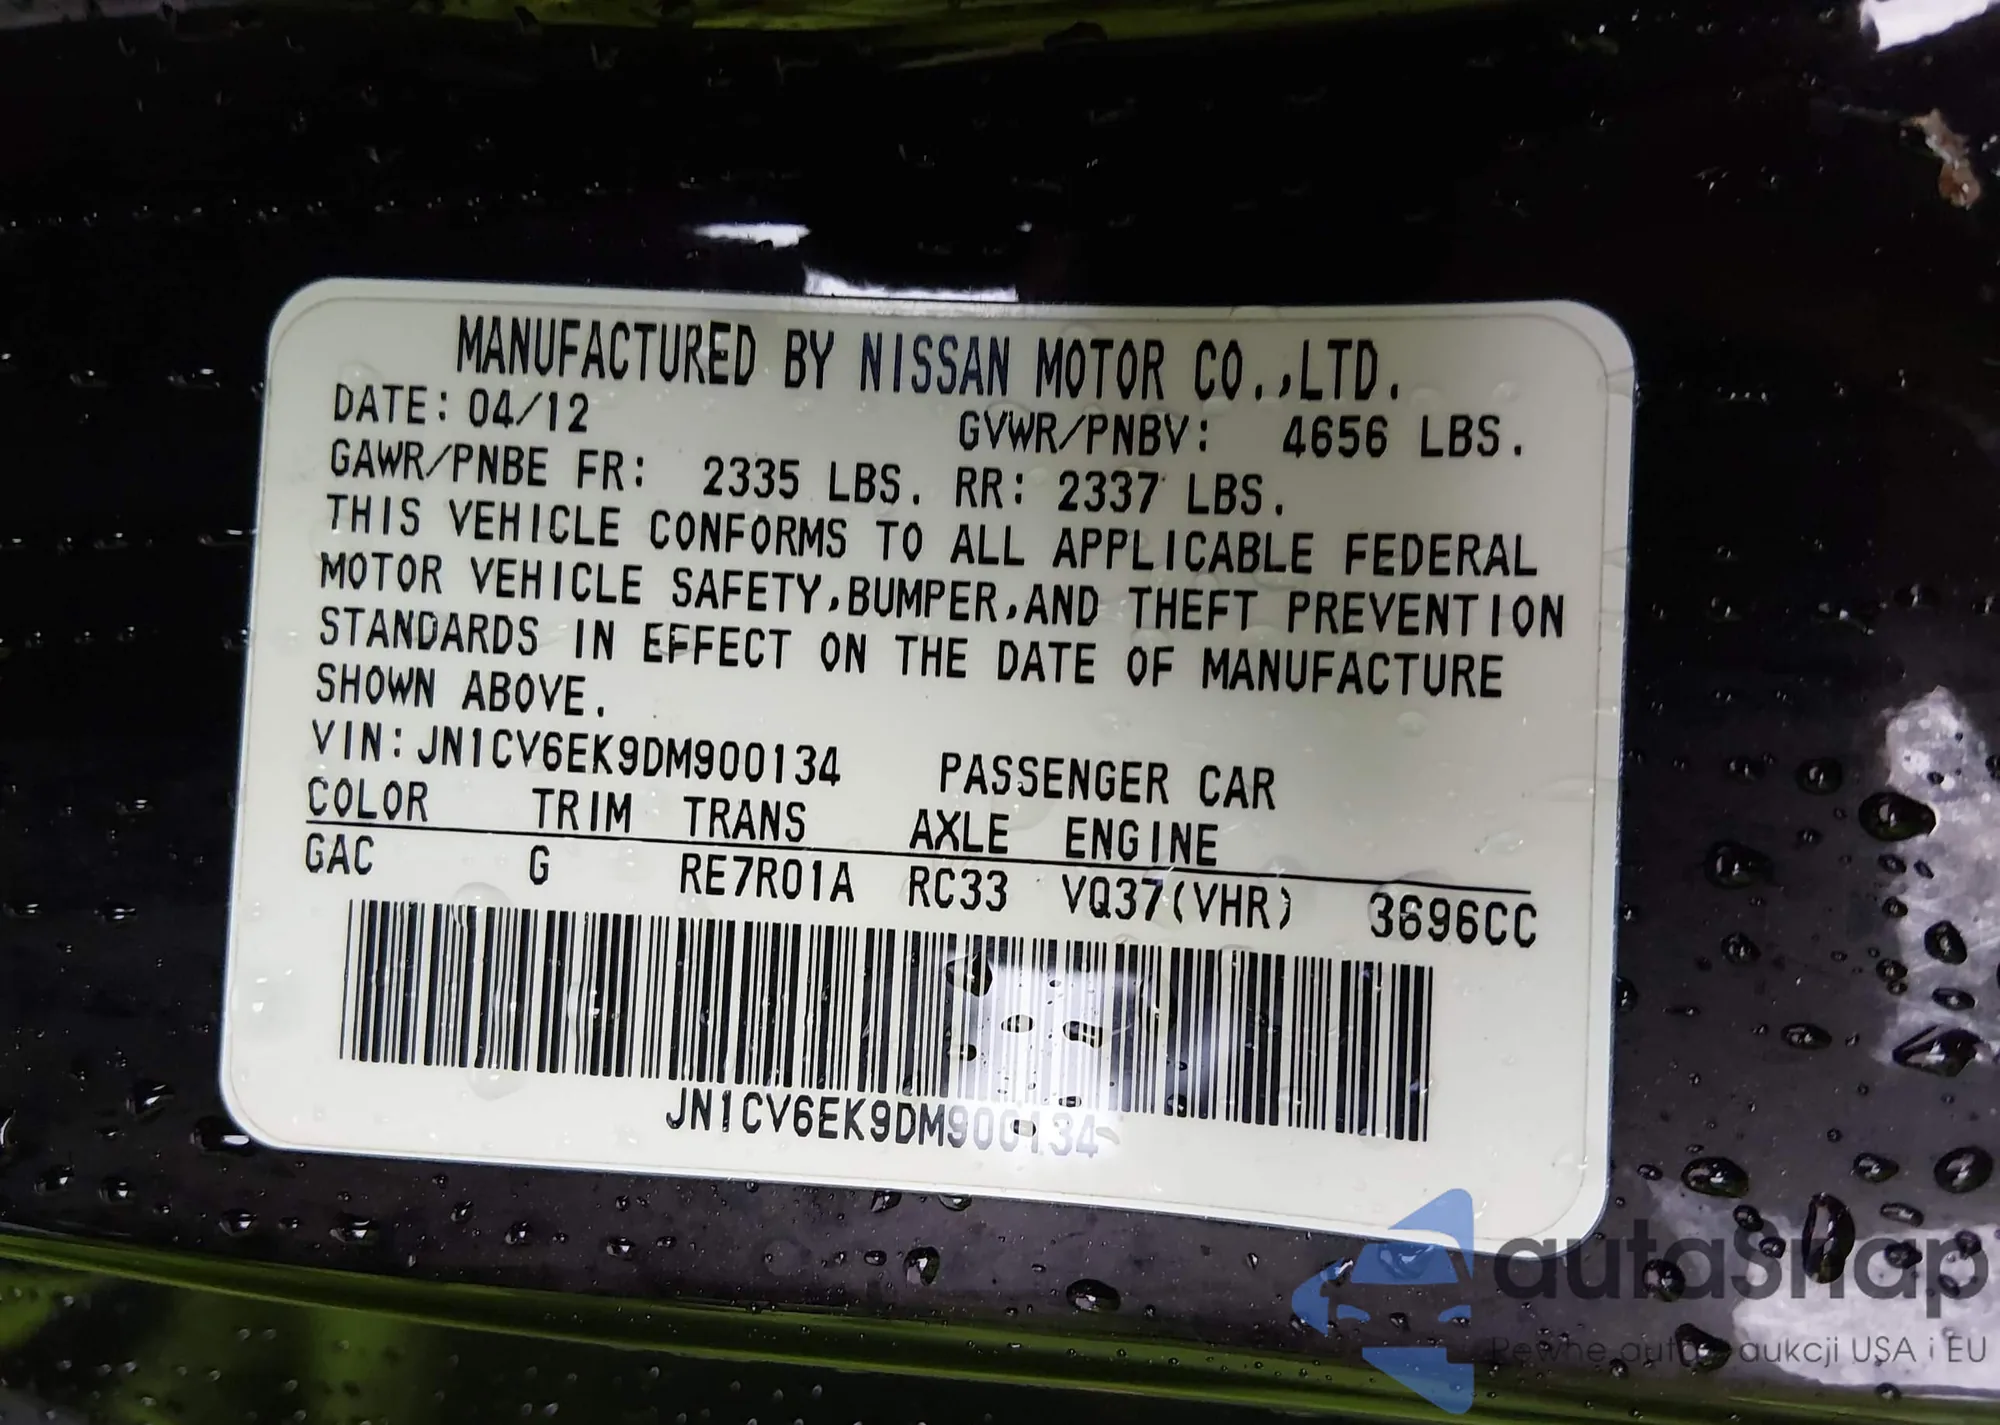 MANUFACTURED BY NISSAN MOTOR CO.,LTD.
DATE: 04/12 GVWR/PNBV: 4656 LBS.
GAWR/PNBE FR: 2335 LBS. RR: 2337 LBS.
THIS VEHICLE CONFORMS TO ALL APPLICABLE FEDERAL
MOTOR VEHICLE SAFETY,BUMPER,AND THEFT PREVENTION
STANDARDS IN EFFECT ON THE DATE OF MANUFACTURE
SHOWN ABOVE.
VIN: JN1CV6EK9DM900134 PASSENGER CAR
COLOR TRIM TRANS AXLE ENGINE
GAC G RE7R01A RC33 VQ37(VHR) 3696CC
JN1CV6EK9DM900134
autaSnap
Pewne auta z aukcji USA i EU